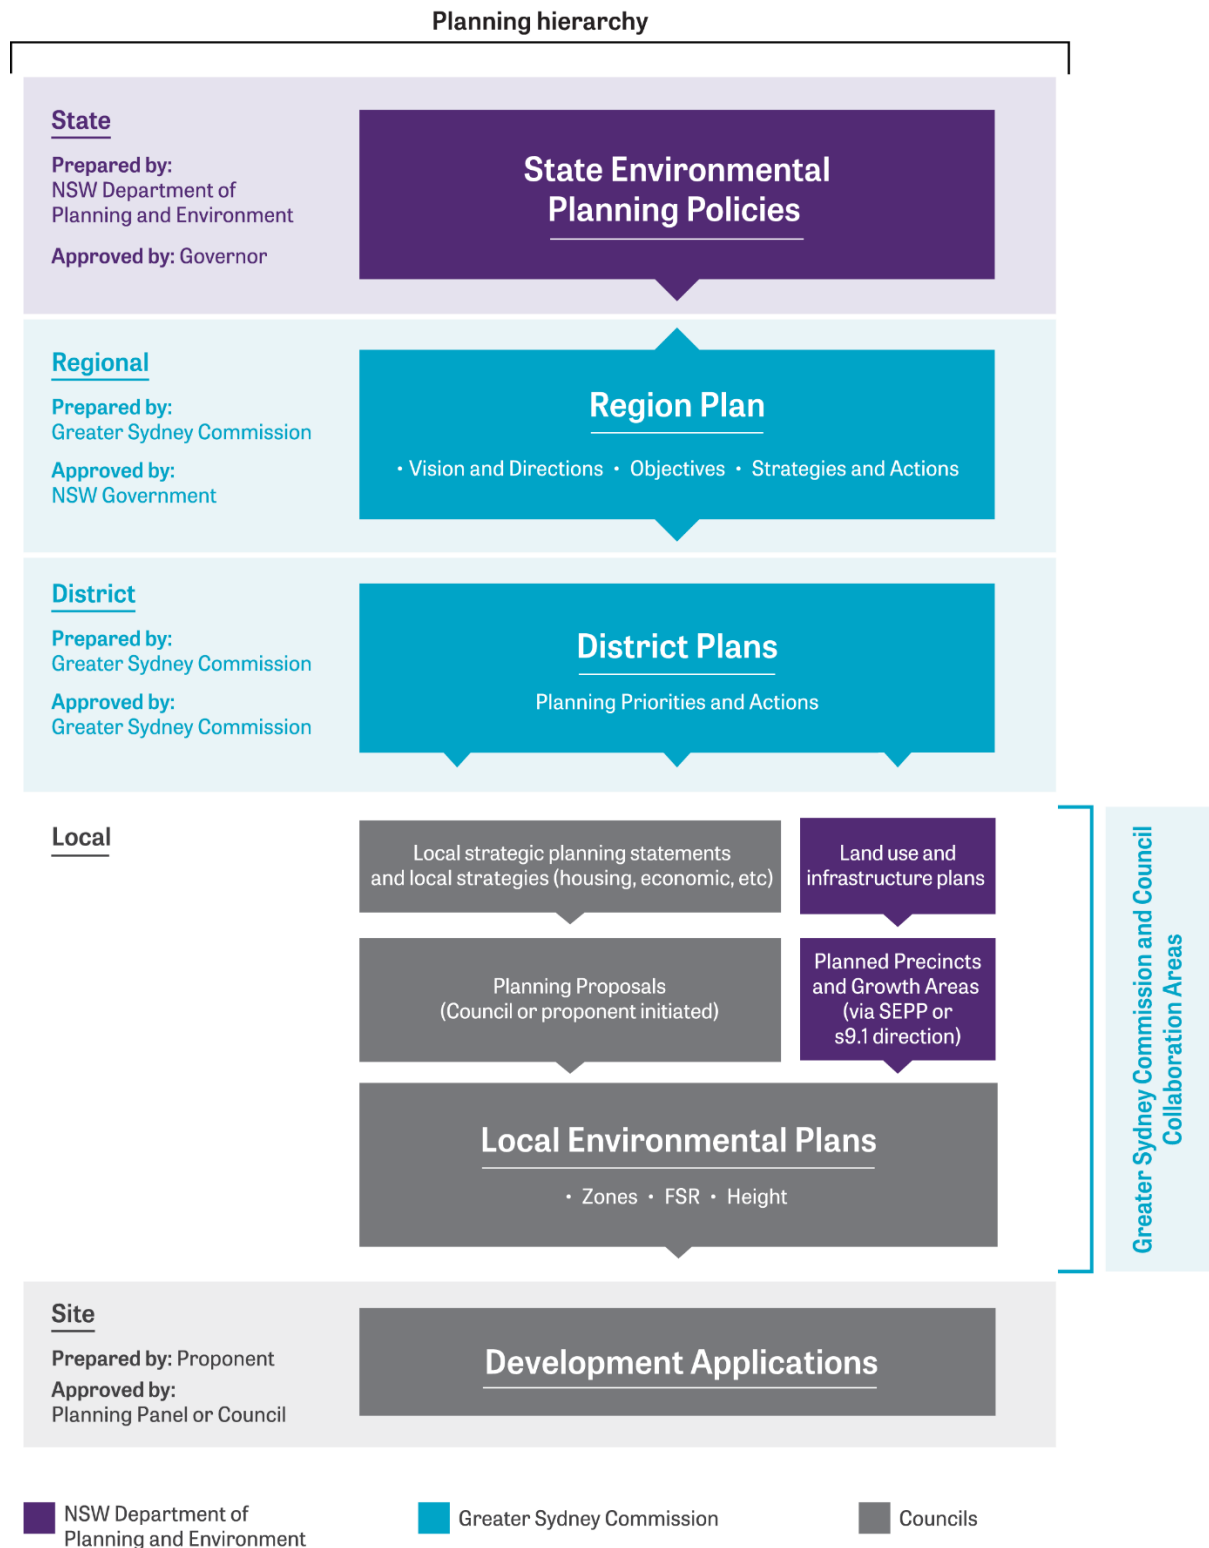 Planning hierarchy
State
Prepared by:
NSW Department of
Planning and Environment
Approved by: Governor
State Environmental
Planning Policies
Regional
Prepared by:
Greater Sydney Commission
Approved by:
NSW Government
Region Plan
• Vision and Directions • Objectives • Strategies and Actions
District
Prepared by:
Greater Sydney Commission
Approved by:
Greater Sydney Commission
District Plans
Planning Priorities and Actions
Local
Local strategic planning statements
and local strategies (housing, economic, etc)
Land use and
infrastructure plans
Planning Proposals
(Council or proponent initiated)
Planned Precincts
and Growth Areas
(via SEPP or
s9.1 direction)
Local Environmental Plans
• Zones • FSR • Height
Greater Sydney Commission and Council
Collaboration Areas
Site
Prepared by: Proponent
Approved by:
Planning Panel or Council
Development Applications
NSW Department of
Planning and Environment
Greater Sydney Commission
Councils